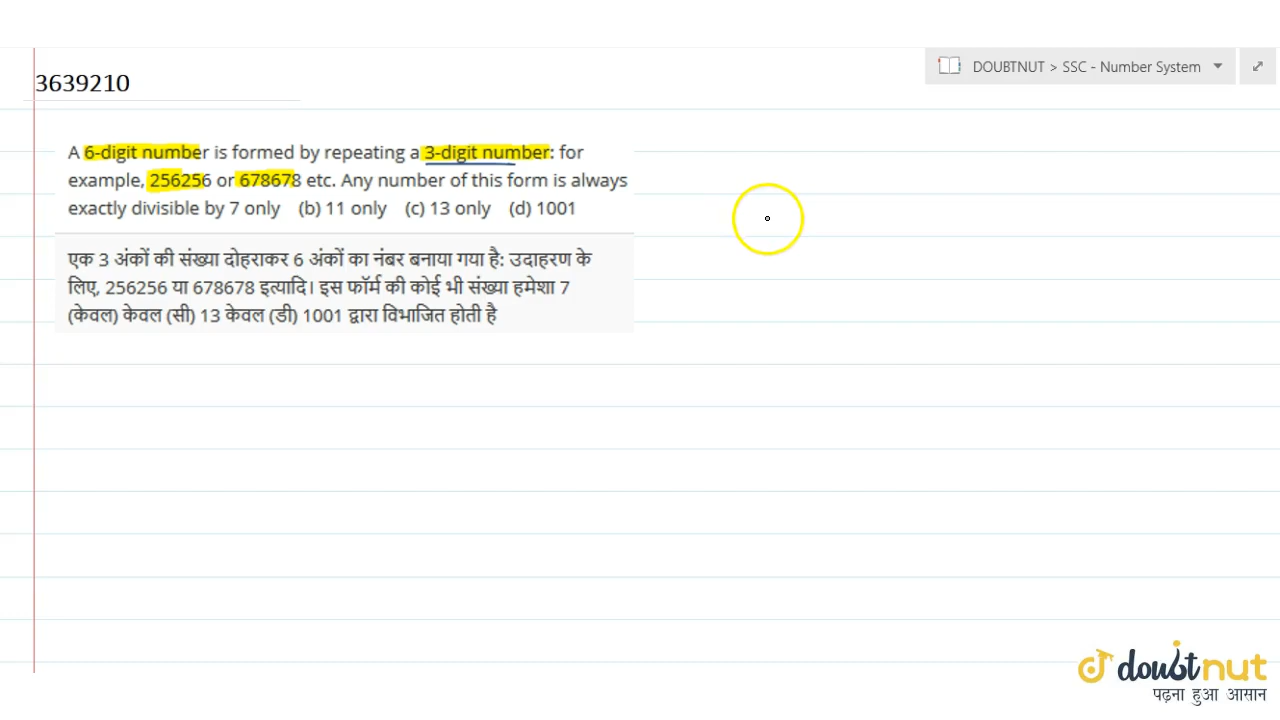 DOUBTNUT > SSC - Number System
3639210
A 6-digit number is formed by repeating a 3-digit number: for
example, 256256 or 678678 etc. Any number of this form is always
exactly divisible by 7 only (b) 11 only (c) 13 only (d) 1001
एक 3 अंकों की संख्या दोहराकर 6 अंकों का नंबर बनाया गया है: उदाहरण के
लिए, 256256 या 678678 इत्यादि। इस फॉर्म की कोई भी संख्या हमेशा 7
(केवल) केवल (सी) 13 केवल (डी) 1001 द्वारा विभाजित होती है
doubtnut
पढ़ना हुआ आसान